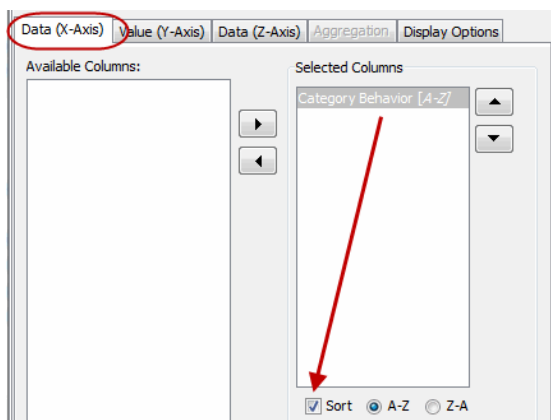 Data (X-Axis) Value (Y-Axis) Data (Z-Axis) Aggregation Display Options
Available Columns: Selected Columns
Category Behavior [A-Z]
Sort A-Z Z-A